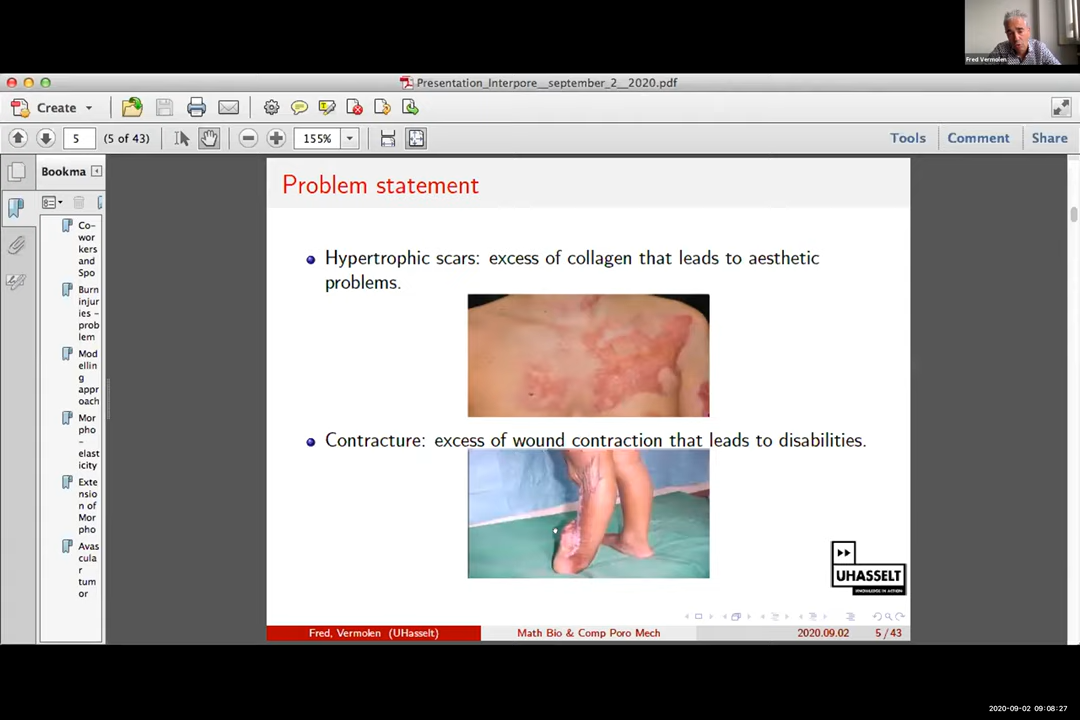 Fred Vermolen
Presentation_Interpore__september_2__2020.pdf
Create
5
(5 of 43)
155%
Tools
Comment
Share
Bookma
Co-
wor
kers
and
Spo
Burn
injur
ies –
prob
lem
Mod
ellin
g
appr
oach
Mor
pho
–
elast
icity
Exte
nsio
n of
Mor
pho
Avas
cula
r
tum
or
Problem statement
Hypertrophic scars: excess of collagen that leads to aesthetic
problems.
Contracture: excess of wound contraction that leads to disabilities.
UHASSELT
KNOWLEDGE IN ACTION
Fred, Vermolen (UHasselt)
Math Bio & Comp Poro Mech
2020.09.02
5 / 43
2020-09-02 09:08:27